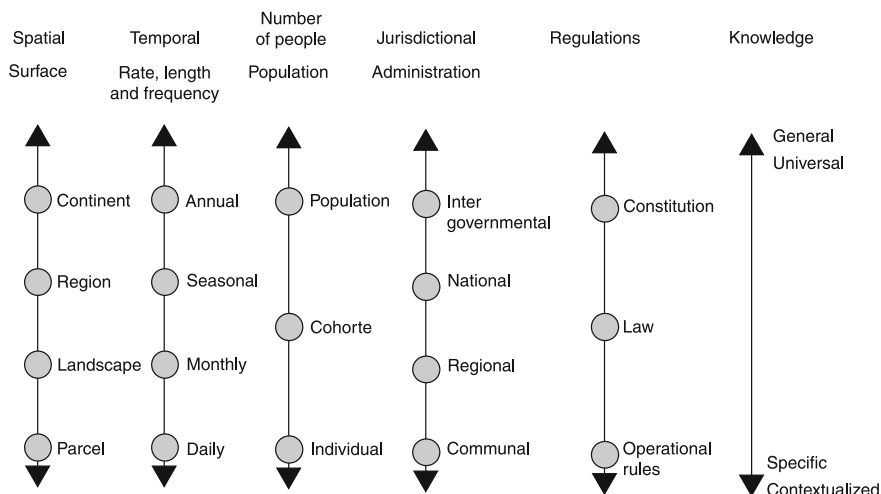 Spatial
Surface
Continent
Region
Landscape
Parcel
Temporal
Rate, length
and frequency
Annual
Seasonal
Monthly
Daily
Number
of people
Population
Population
Cohorte
Individual
Jurisdictional
Administration
Inter
governmental
National
Regional
Communal
Regulations
Constitution
Law
Operational
rules
Knowledge
General
Universal
Specific
Contextualized